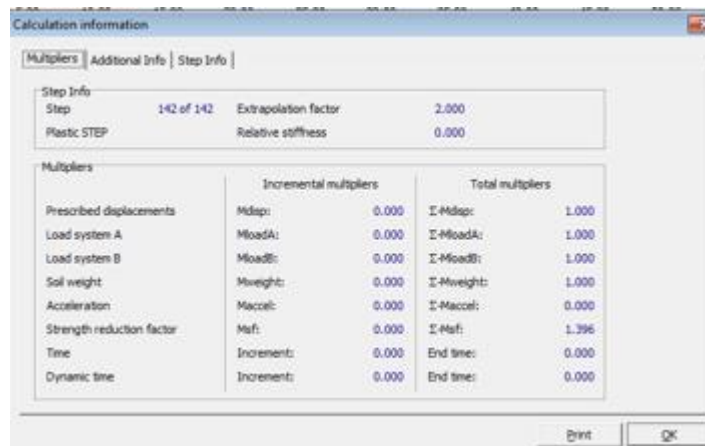 Calculation information
Multipliers Additional Info Step Info
Step Info
Step 142 of 142 Extrapolation factor 2.000
Plastic STEP Relative stiffness 0.000
Multipliers
Incremental multipliers Total multipliers
Prescribed displacements Mdisp: 0.000 Σ-Mdisp: 1.000
Load system A MloadA: 0.000 Σ-MloadA: 1.000
Load system B MloadB: 0.000 Σ-MloadB: 1.000
Soil weight Mweight: 0.000 Σ-Mweight: 1.000
Acceleration Maccel: 0.000 Σ-Maccel: 0.000
Strength reduction factor Msf: 0.000 Σ-Msf: 1.396
Time Increment: 0.000 End time: 0.000
Dynamic time Increment: 0.000 End time: 0.000
Print OK